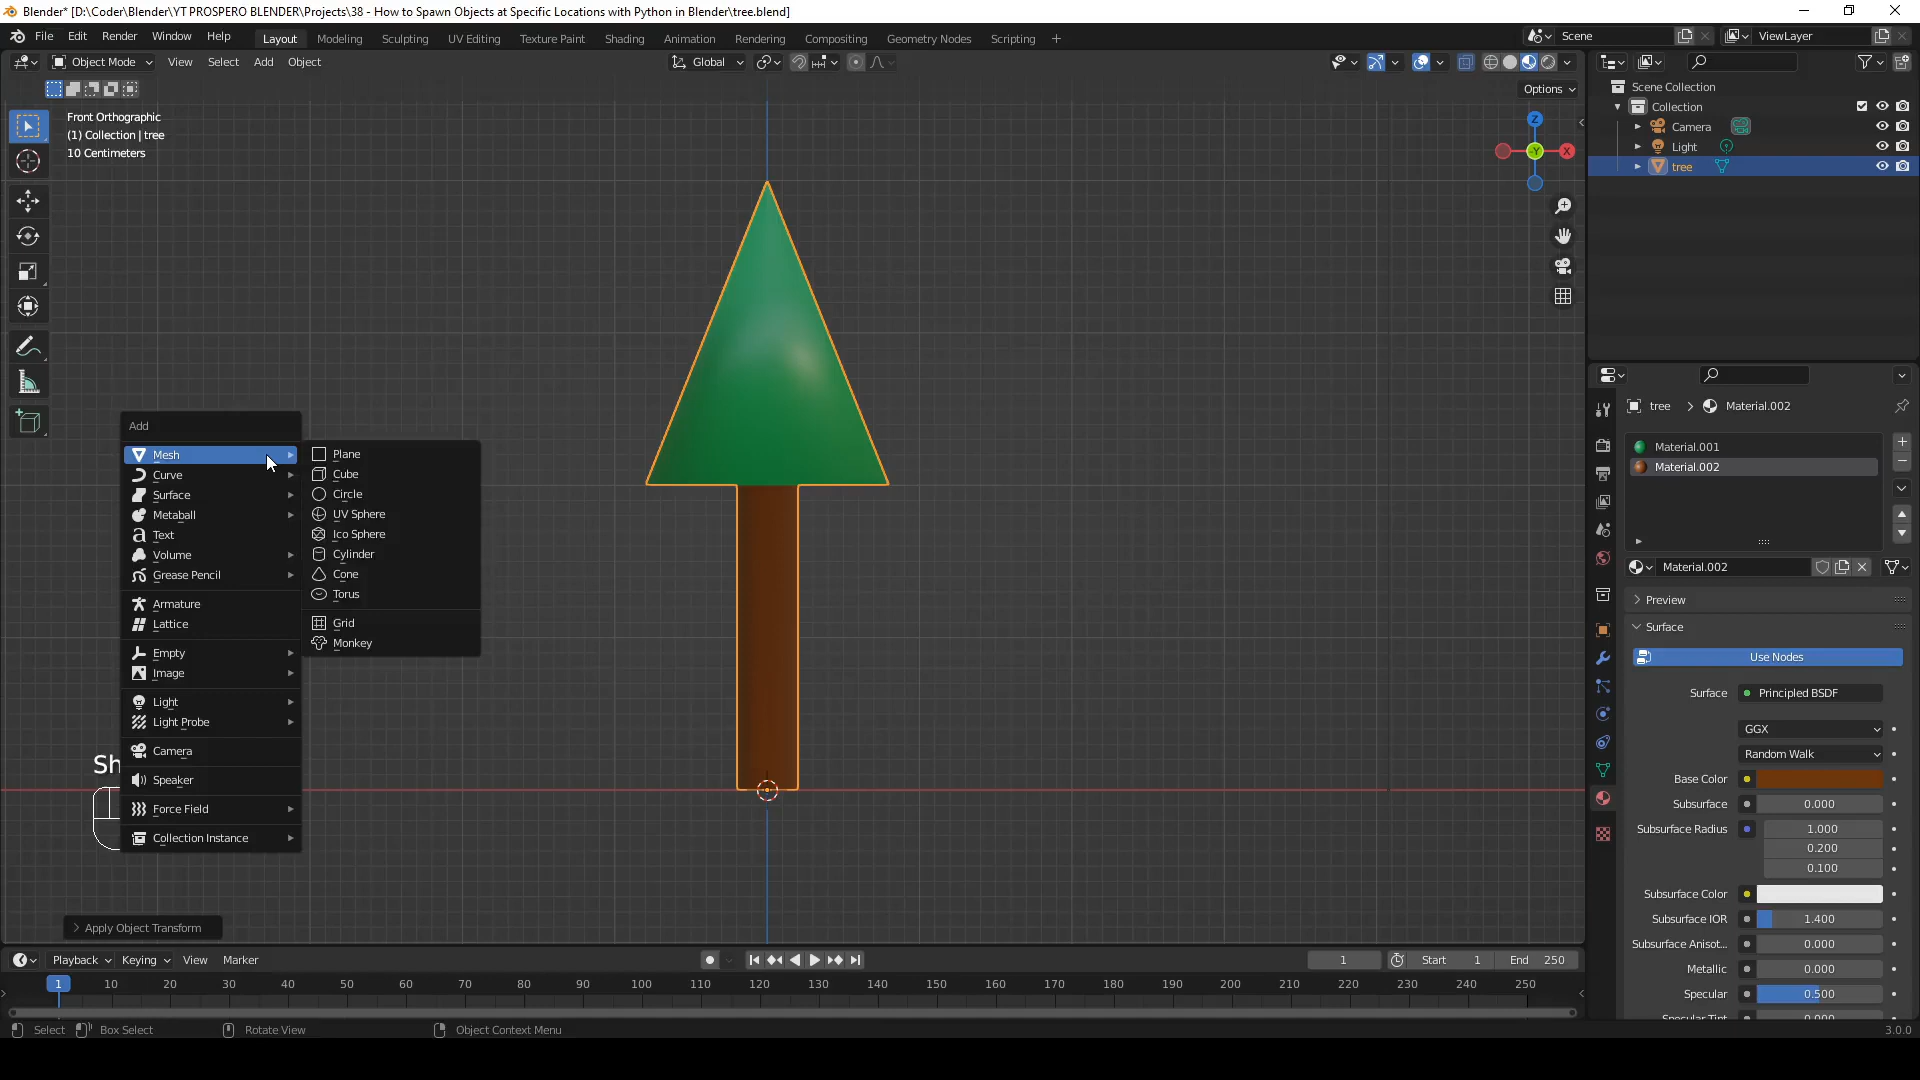 Blender* [D:\Coder\Blender\YT PROSPERO BLENDER\Projects\38 - How to Spawn Objects at Specific Locations with Python in Blender\tree.blend]
File Edit Render Window Help Layout Modeling Sculpting UV Editing Texture Paint Shading Animation Rendering Compositing Geometry Nodes Scripting + Scene ViewLayer
Object Mode View Select Add Object Global
Options
Front Orthographic
(1) Collection | tree
10 Centimeters
Z
-Y
X
Scene Collection
Collection
Camera
Light
tree
Add
Mesh
Curve
Surface
Metaball
Text
Volume
Grease Pencil
Armature
Lattice
Empty
Image
Light
Light Probe
Camera
Speaker
Force Field
Collection Instance
Plane
Cube
Circle
UV Sphere
Ico Sphere
Cylinder
Cone
Torus
Grid
Monkey
Sh
Apply Object Transform
tree > Material.002
Material.001
Material.002
Material.002
Preview
Surface
Use Nodes
Surface Principled BSDF
GGX
Random Walk
Base Color
Subsurface 0.000
Subsurface Radius 1.000
0.200
0.100
Subsurface Color
Subsurface IOR 1.400
Subsurface Anisot... 0.000
Metallic 0.000
Specular 0.500
Specular Tint 0.000
Playback Keying View Marker 1 Start 1 End 250
1 10 20 30 40 50 60 70 80 90 100 110 120 130 140 150 160 170 180 190 200 210 220 230 240 250
Select Box Select Rotate View Object Context Menu 3.0.0